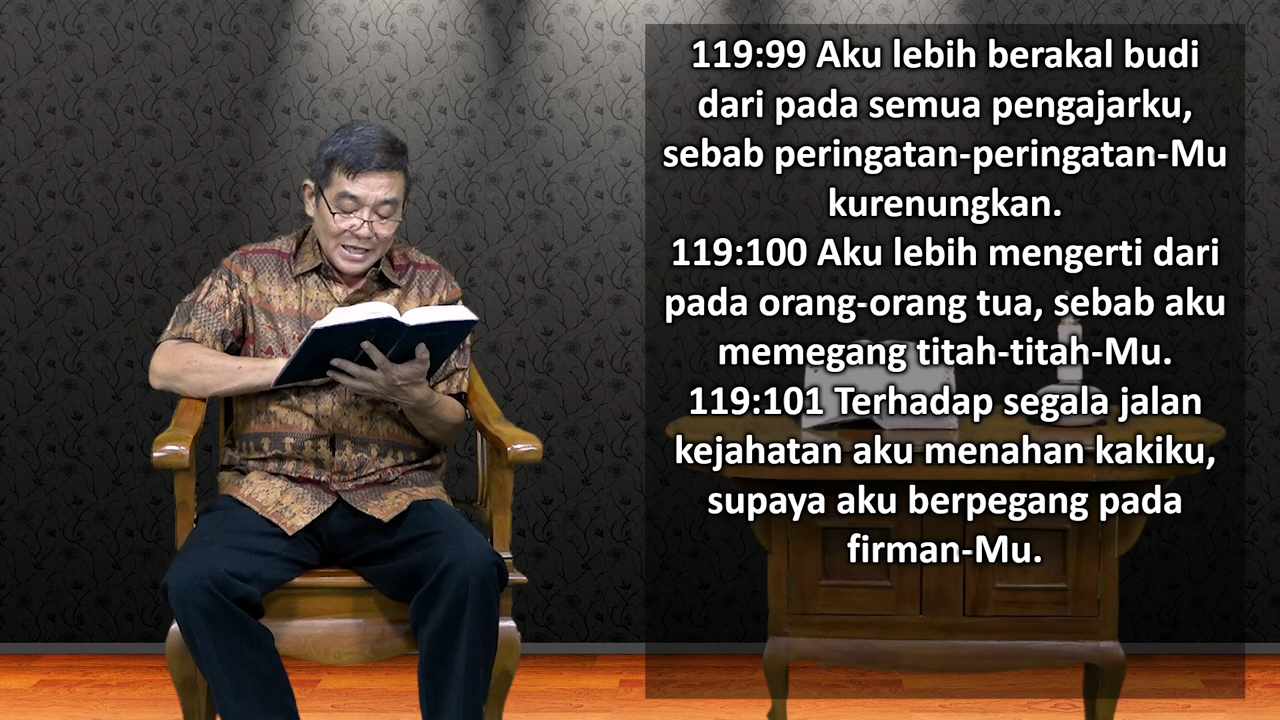 119:99 Aku lebih berakal budi
dari pada semua pengajarku,
sebab peringatan-peringatan-Mu
kurenungkan.
119:100 Aku lebih mengerti dari
pada orang-orang tua, sebab aku
memegang titah-titah-Mu.
119:101 Terhadap segala jalan
kejahatan aku menahan kakiku,
supaya aku berpegang pada
firman-Mu.